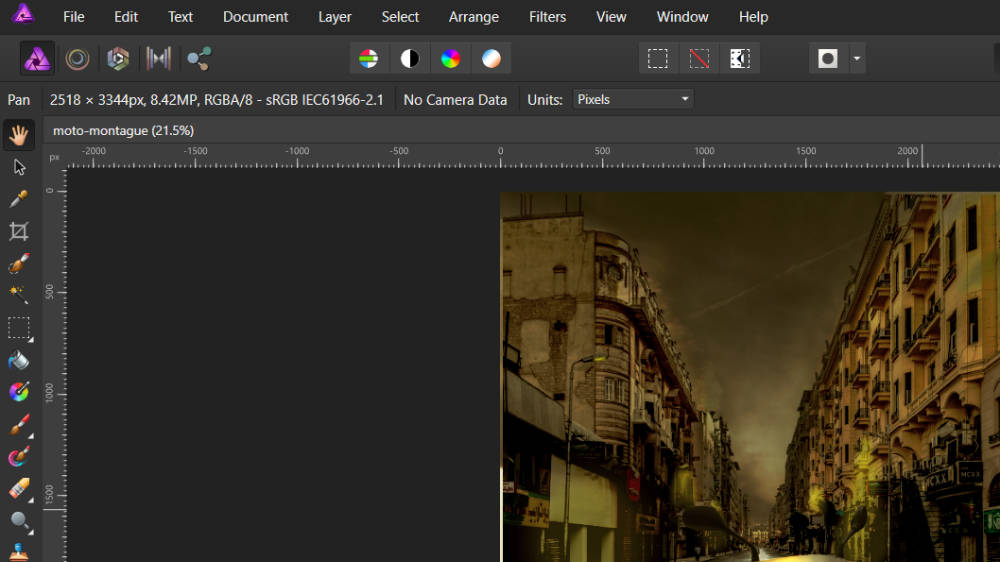 File Edit Text Document Layer Select Arrange Filters View Window Help
Pan 2518 × 3344px, 8.42MP, RGBA/8 - sRGB IEC61966-2.1 No Camera Data Units: Pixels
moto-montague (21.5%)
px -2000 -1500 -1000 -500 0 500 1000 1500 2000
0
500
1000
1500
MCXX MCXX